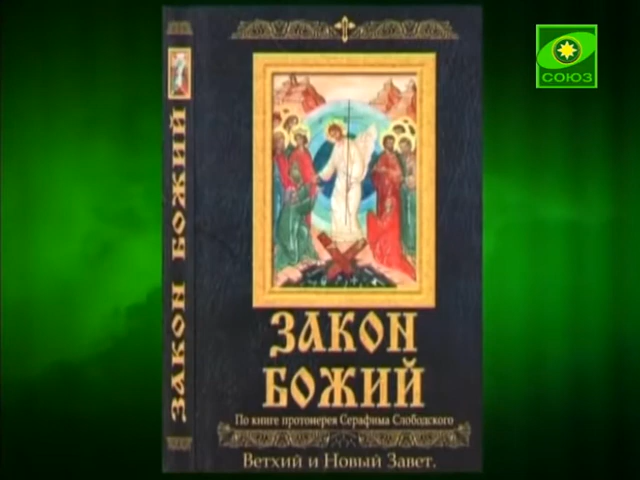 СОЮЗ
ЗАКОН БОЖИЙ
ЗАКОН
БОЖИЙ
По книге протоиерея Серафима Слободского
Ветхий и Новый Завет.